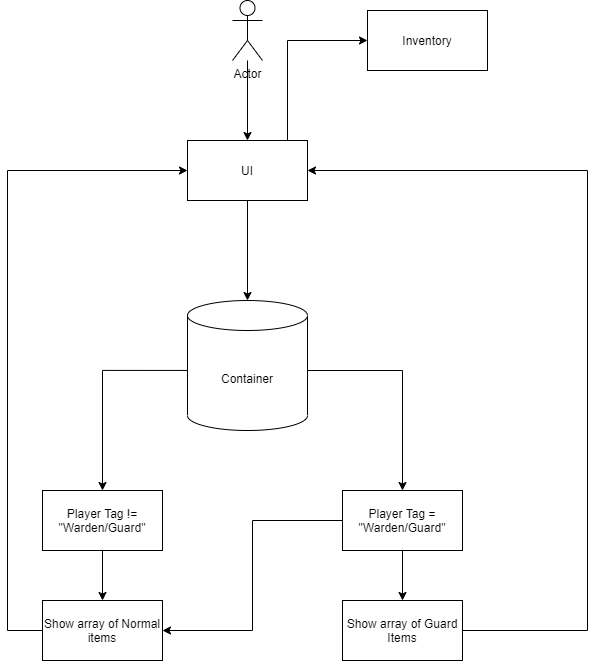 Actor
Inventory
UI
Container
Player Tag !=
"Warden/Guard"
Player Tag =
"Warden/Guard"
Show array of Normal
items
Show array of Guard
Items